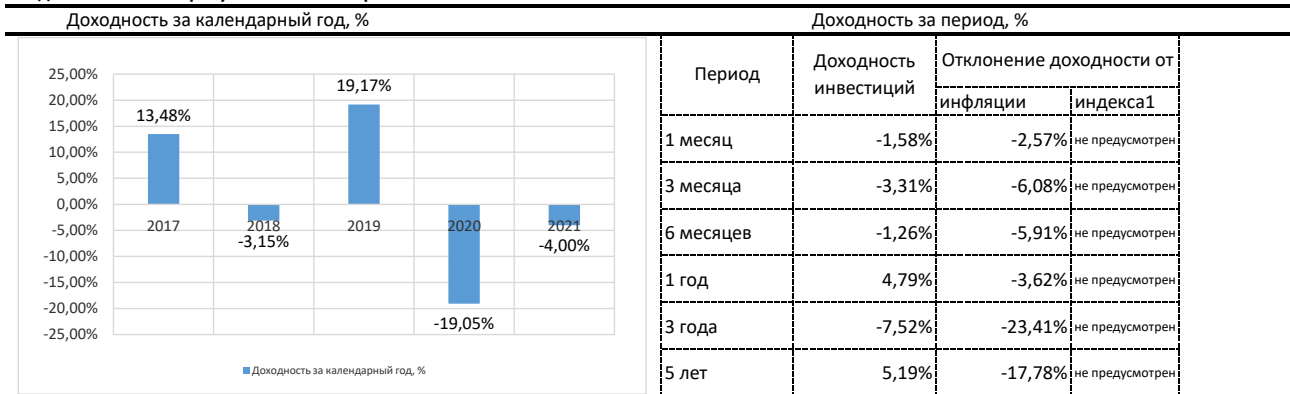 Доходность за календарный год, %
Доходность за период, %
25,00%
20,00%
15,00%
10,00%
5,00%
0,00%
-5,00%
-10,00%
-15,00%
-20,00%
-25,00%
13,48%
-3,15%
19,17%
-19,05%
-4,00%
2017 2018 2019 2020 2021
Доходность за календарный год, %
Период Доходность инвестиций Отклонение доходности от
инфляции индекса1
1 месяц -1,58% -2,57% не предусмотрен
3 месяца -3,31% -6,08% не предусмотрен
6 месяцев -1,26% -5,91% не предусмотрен
1 год 4,79% -3,62% не предусмотрен
3 года -7,52% -23,41% не предусмотрен
5 лет 5,19% -17,78% не предусмотрен